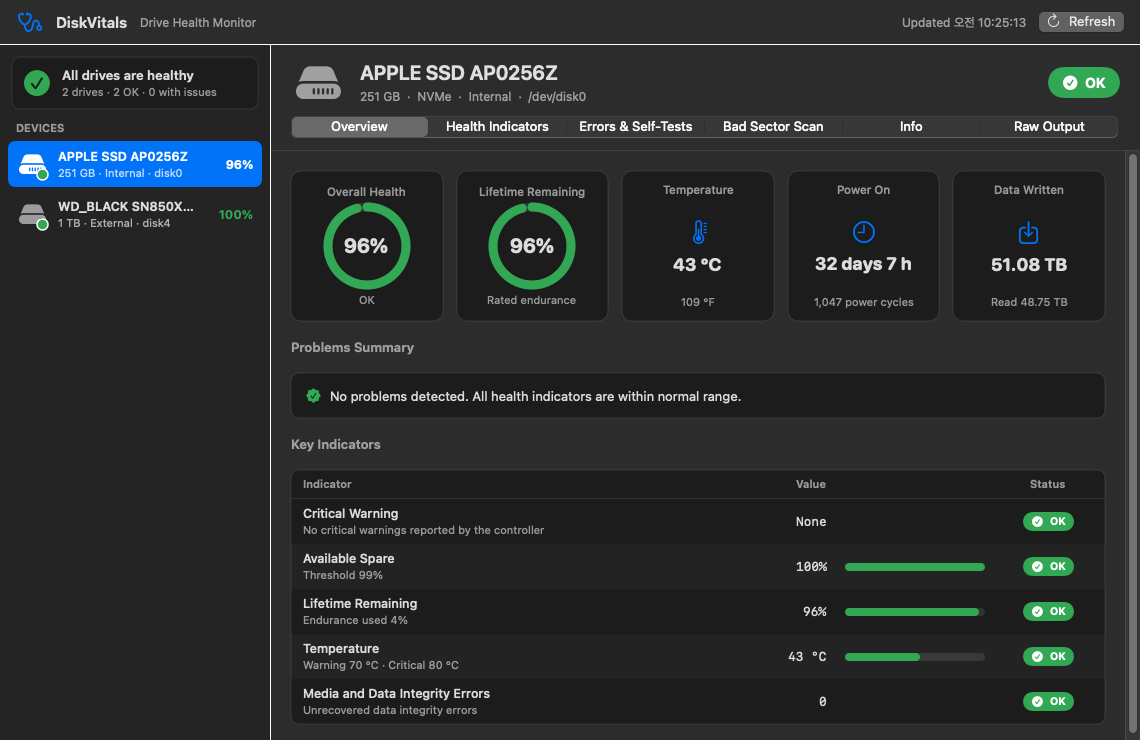 DiskVitals Drive Health Monitor
Updated 오전 10:25:13 Refresh
All drives are healthy
2 drives · 2 OK · 0 with issues
DEVICES
APPLE SSD AP0256Z
251 GB · Internal · disk0
96%
WD_BLACK SN850X...
1 TB · External · disk4
100%
APPLE SSD AP0256Z
251 GB · NVMe · Internal · /dev/disk0
OK
Overview Health Indicators Errors & Self-Tests Bad Sector Scan Info Raw Output
Overall Health
96%
OK
Lifetime Remaining
96%
Rated endurance
Temperature
43 °C
109 °F
Power On
32 days 7 h
1,047 power cycles
Data Written
51.08 TB
Read 48.75 TB
Problems Summary
No problems detected. All health indicators are within normal range.
Key Indicators
Indicator Value Status
Critical Warning
No critical warnings reported by the controller
None OK
Available Spare
Threshold 99%
100% OK
Lifetime Remaining
Endurance used 4%
96% OK
Temperature
Warning 70 °C · Critical 80 °C
43 °C OK
Media and Data Integrity Errors
Unrecovered data integrity errors
0 OK